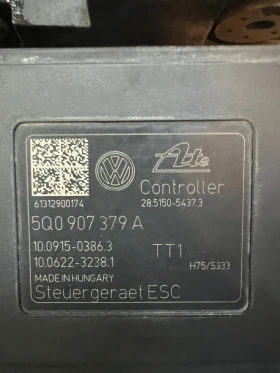 VW
Ate
Controller
61312900174
28.5150-5437.3
5Q0 907 379 A
10.0915-0386.3
TT1
10.0622-3238.1
H75/S333
MADE IN HUNGARY
Steuergeraet ESC